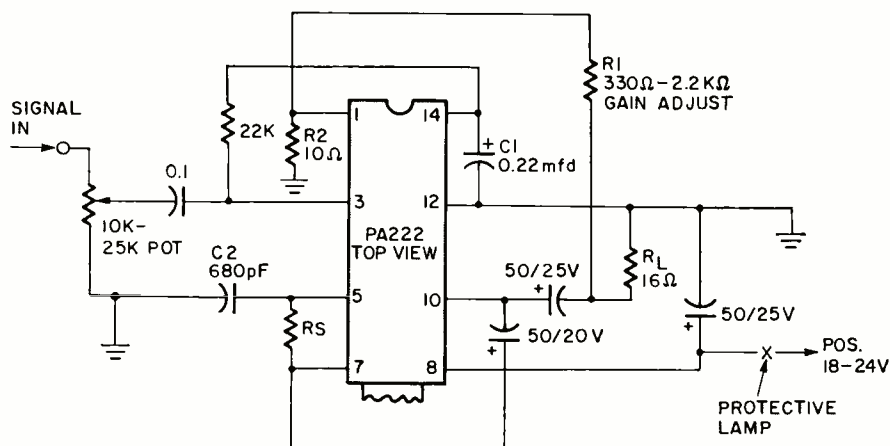 R1
330Ω-2.2KΩ
GAIN ADJUST
SIGNAL
IN
22K
R2
10Ω
1
14
+ C1
0.22mfd
0.1
10K-
25K POT
3
12
PA222
TOP VIEW
C2
680pF
RL
16Ω
50/25V
+
5
10
RS
50/20V
+
50/25V
+
7
8
X
POS.
18-24V
PROTECTIVE
LAMP